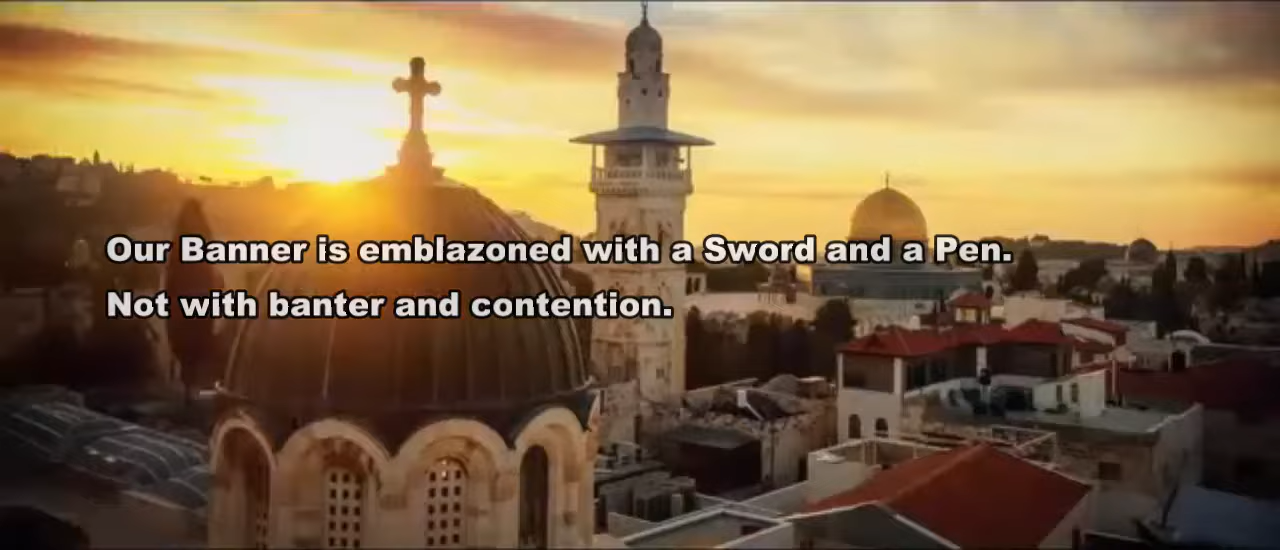 Our Banner is emblazoned with a Sword and a Pen.
Not with banter and contention.